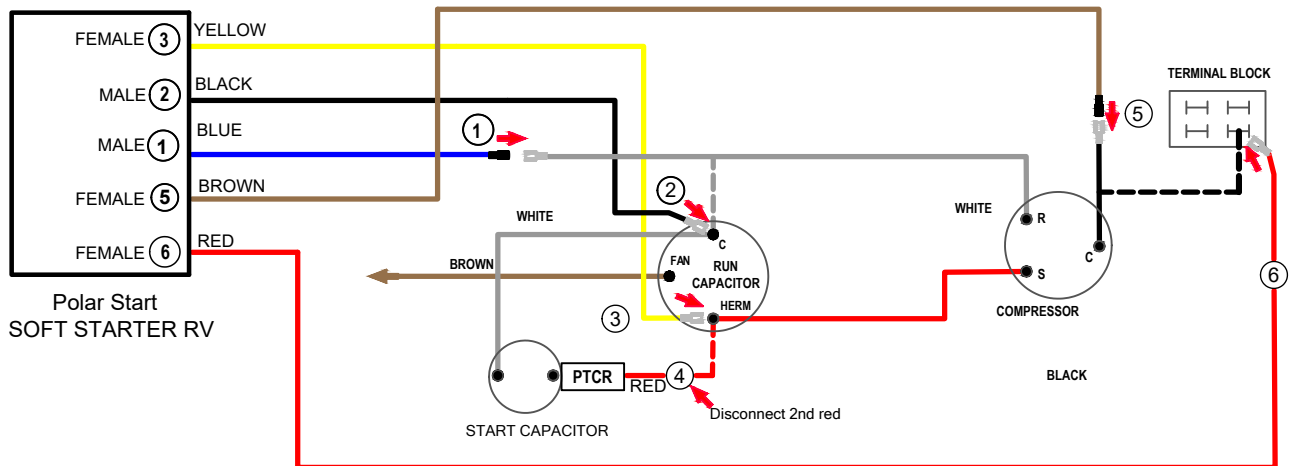 FEMALE 3 YELLOW
MALE 2 BLACK
MALE 1 BLUE
FEMALE 5 BROWN
FEMALE 6 RED
Polar Start
SOFT STARTER RV
1
2
WHITE
C
FAN
RUN
CAPACITOR
BROWN
HERM
3
PTCR
RED
4
Disconnect 2nd red
START CAPACITOR
TERMINAL BLOCK
5
WHITE
R
C
S
COMPRESSOR
6
BLACK